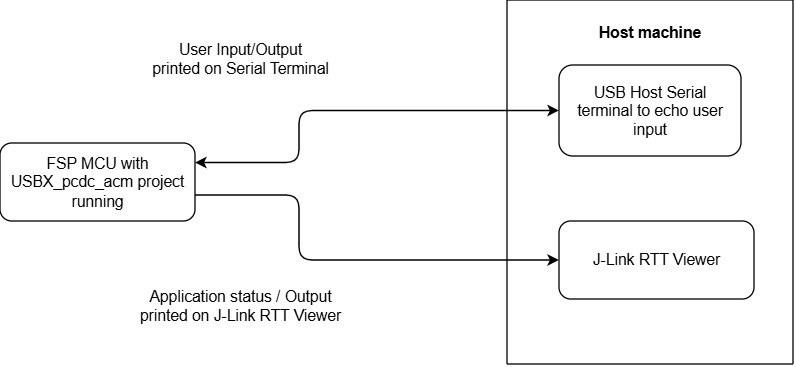 Host machine
User Input/Output
printed on Serial Terminal
USB Host Serial
terminal to echo user
input
FSP MCU with
USBX_pcdc_acm project
running
J-Link RTT Viewer
Application status / Output
printed on J-Link RTT Viewer